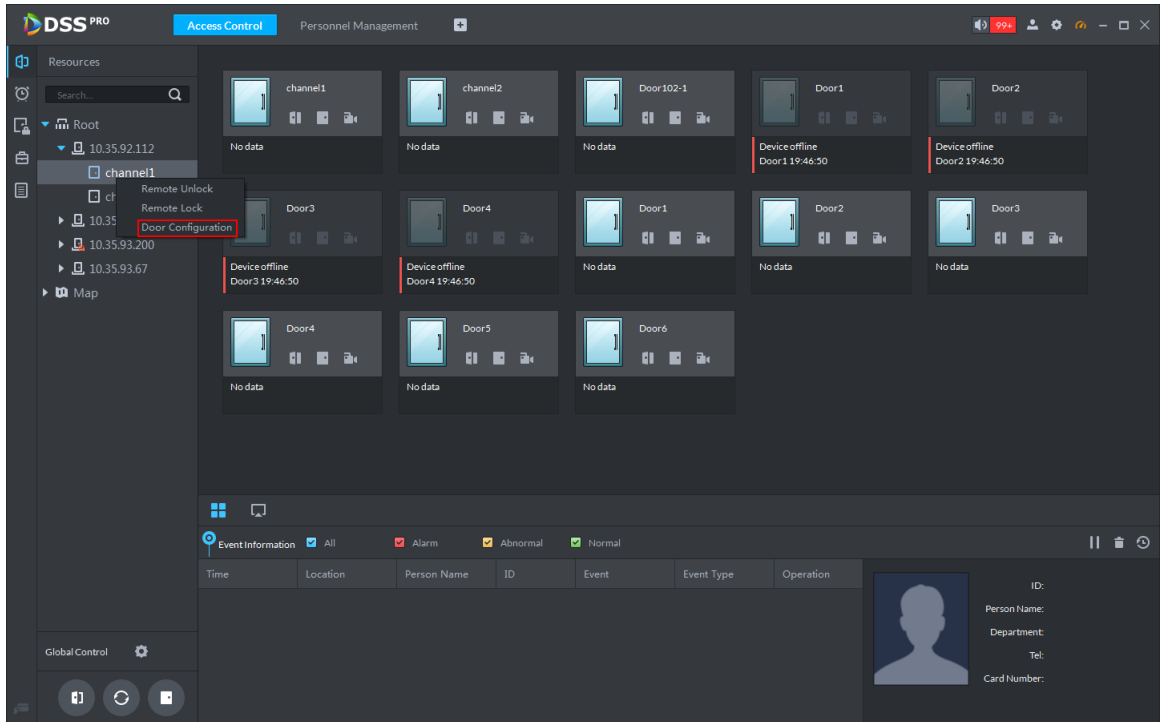 DSS PRO
Access Control
Personnel Management
99+
Resources
Search...
Root
10.35.92.112
channel1
ch
Remote Unlock
Remote Lock
Door Configuration
10.35
10.35.93.200
10.35.93.67
Map
channel1
No data
channel2
No data
Door102-1
No data
Door1
Device offline
Door1 19:46:50
Door2
Device offline
Door2 19:46:50
Door3
Device offline
Door3 19:46:50
Door4
Device offline
Door4 19:46:50
Door1
No data
Door2
No data
Door3
No data
Door4
No data
Door5
No data
Door6
No data
Event Information
All
Alarm
Abnormal
Normal
Time Location Person Name ID Event Event Type Operation
ID:
Person Name:
Department:
Tel:
Card Number:
Global Control